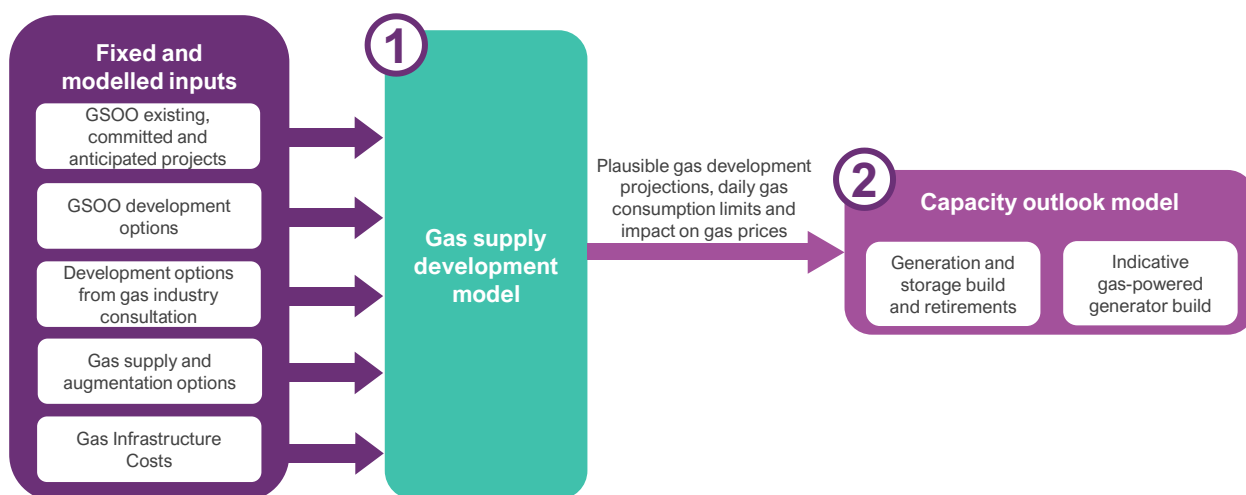 Fixed and
modelled inputs
GSOO existing,
committed and
anticipated projects
GSOO development
options
Development options
from gas industry
consultation
Gas supply and
augmentation options
Gas Infrastructure
Costs
1
Gas supply
development
model
Plausible gas development
projections, daily gas
consumption limits and
impact on gas prices
2
Capacity outlook model
Generation and
storage build
and retirements
Indicative
gas-powered
generator build